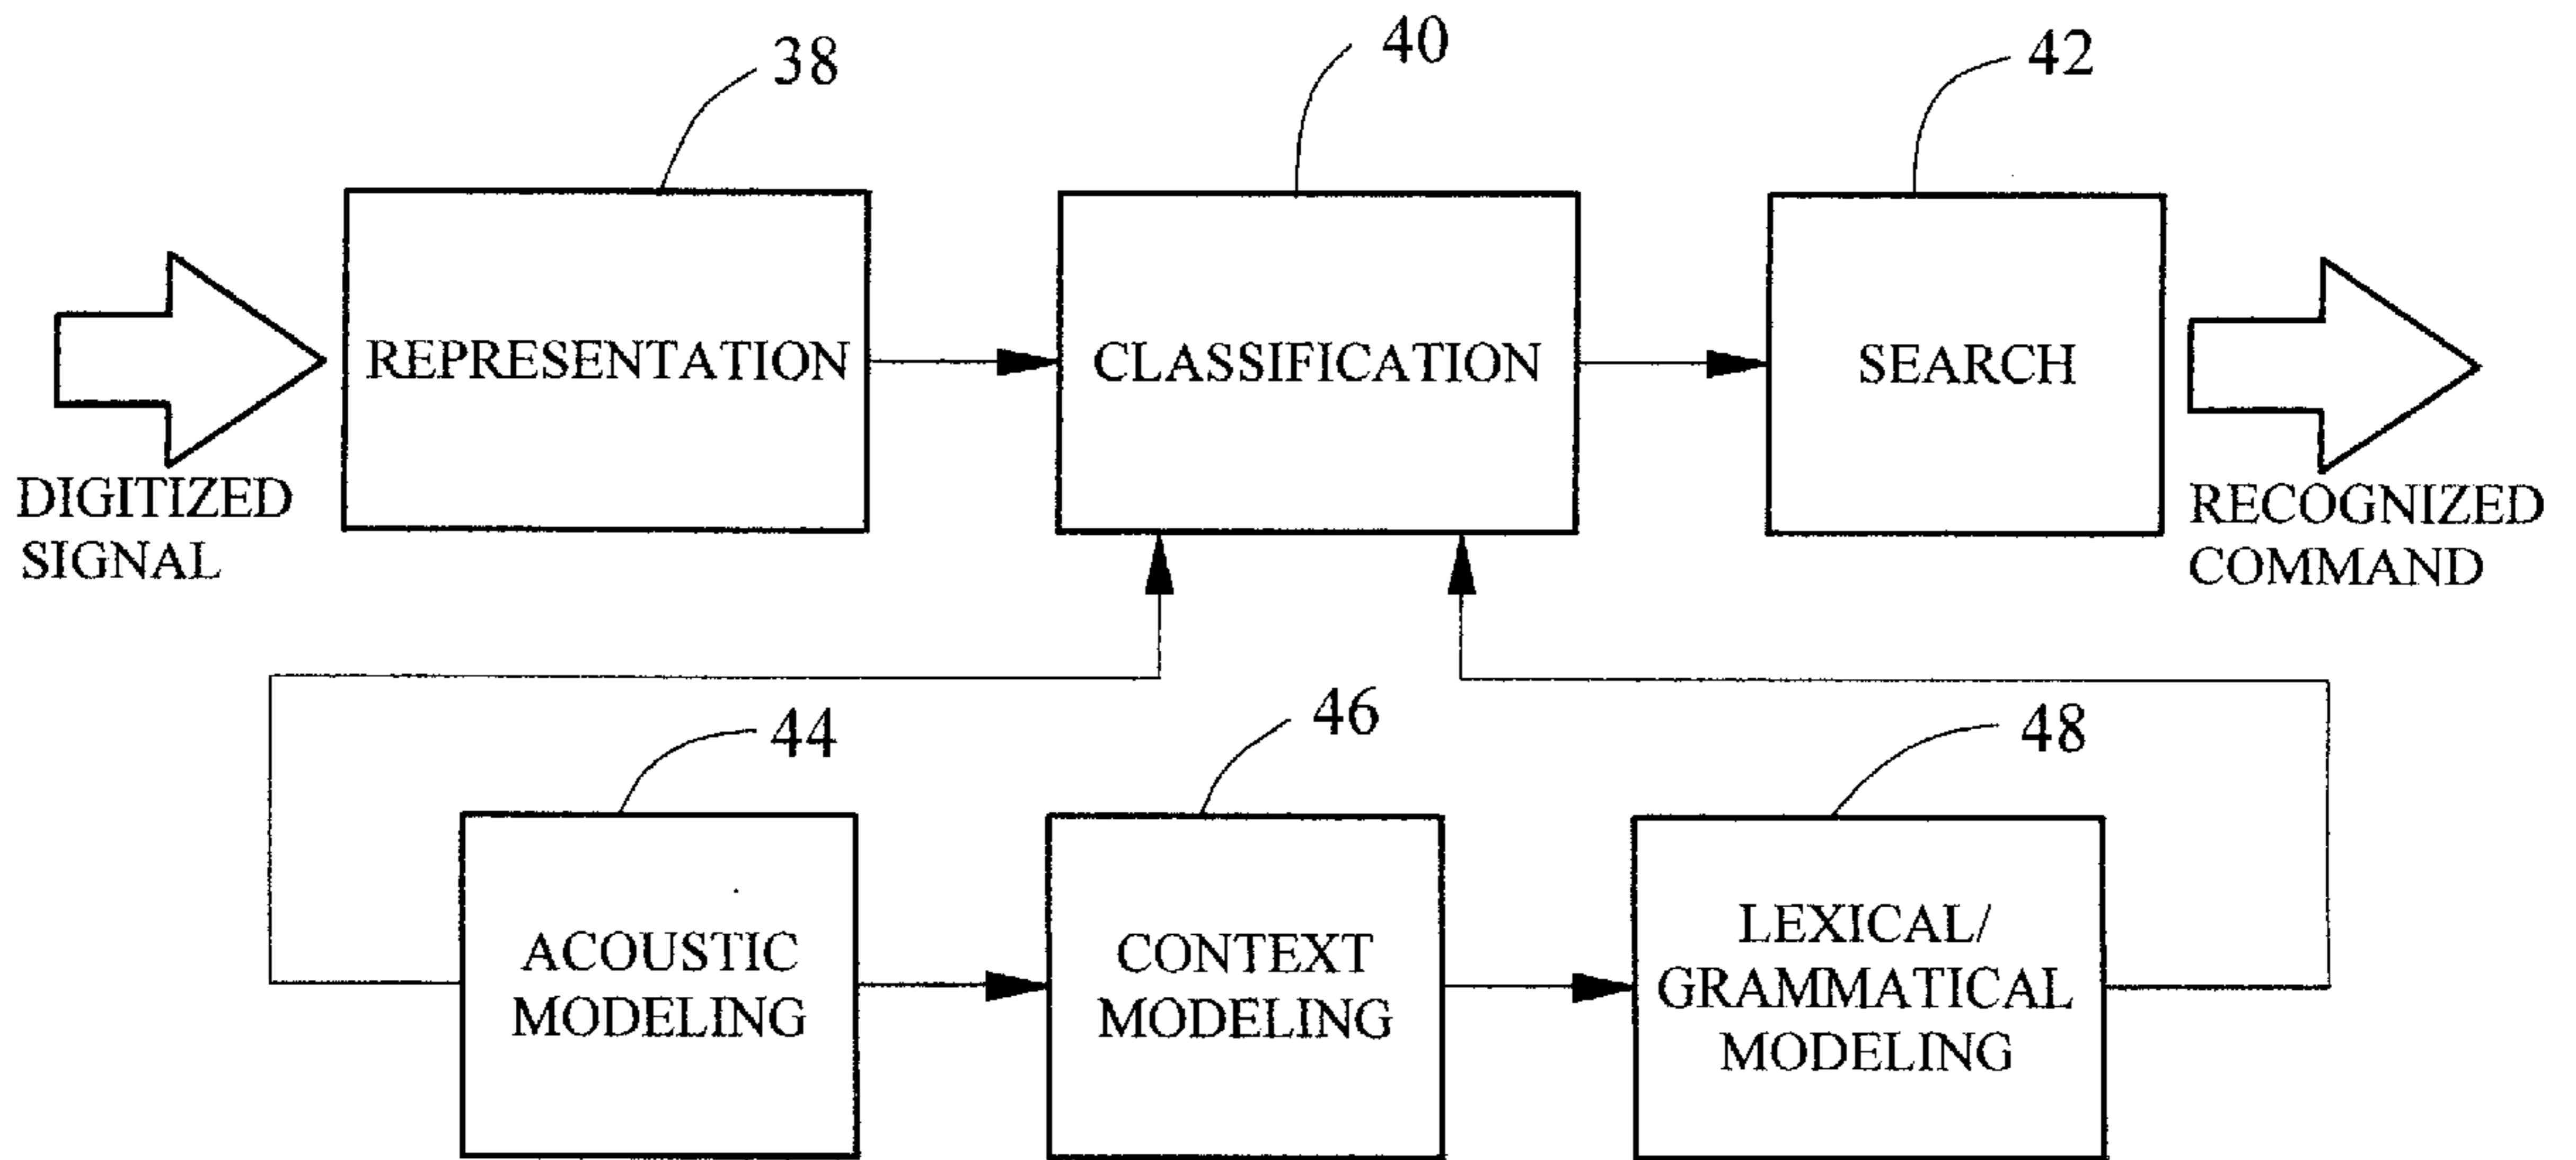 38
40
42
REPRESENTATION
CLASSIFICATION
SEARCH
DIGITIZED
SIGNAL
RECOGNIZED
COMMAND
44
46
48
ACOUSTIC
MODELING
CONTEXT
MODELING
LEXICAL/
GRAMMATICAL
MODELING